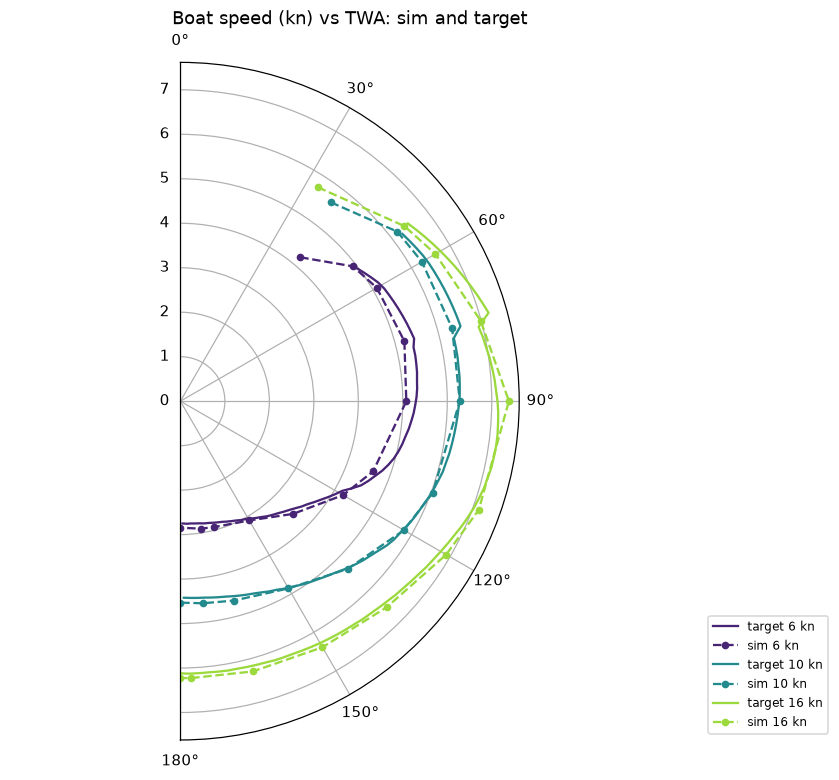 Boat speed (kn) vs TWA: sim and target
0°
7
30°
6
5
60°
4
3
2
1
0
90°
120°
150°
180°
target 6 kn
sim 6 kn
target 10 kn
sim 10 kn
target 16 kn
sim 16 kn